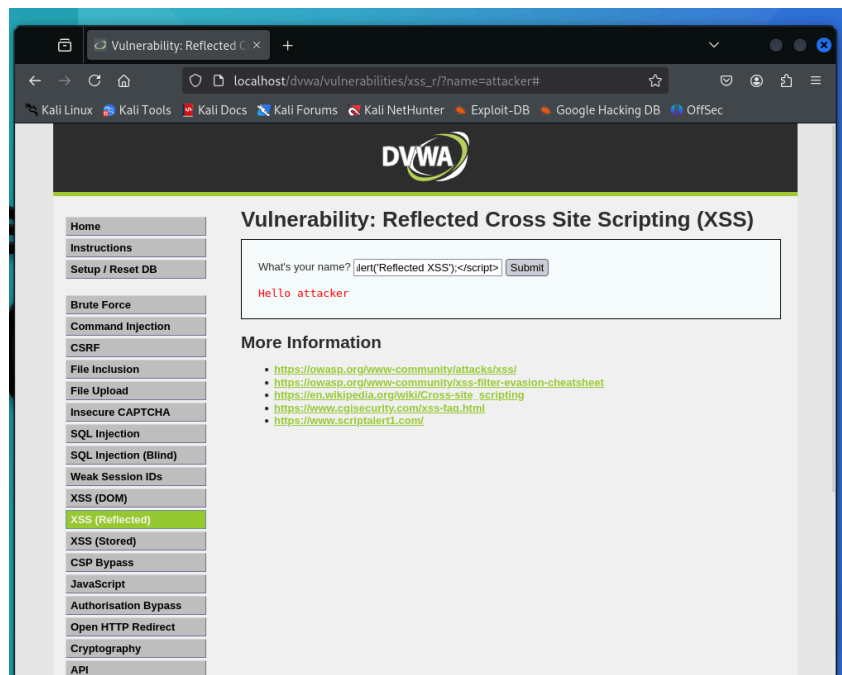 Vulnerability: Reflected C
localhost/dvwa/vulnerabilities/xss_r/?name=attacker#
Kali Linux Kali Tools Kali Docs Kali Forums Kali NetHunter Exploit-DB Google Hacking DB OffSec
DVWA
Home
Instructions
Setup / Reset DB
Brute Force
Command Injection
CSRF
File Inclusion
File Upload
Insecure CAPTCHA
SQL Injection
SQL Injection (Blind)
Weak Session IDs
XSS (DOM)
XSS (Reflected)
XSS (Stored)
CSP Bypass
JavaScript
Authorisation Bypass
Open HTTP Redirect
Cryptography
API
Vulnerability: Reflected Cross Site Scripting (XSS)
What's your name? lert('Reflected XSS');</script> Submit
Hello attacker
More Information
https://owasp.org/www-community/attacks/xss/
https://owasp.org/www-community/xss-filter-evasion-cheatsheet
https://en.wikipedia.org/wiki/Cross-site_scripting
https://www.cgisecurity.com/xss-faq.html
https://www.scriptalert1.com/